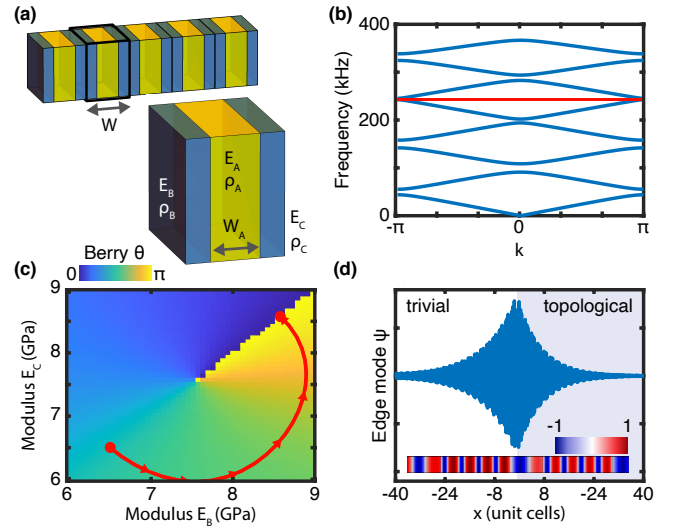 (a)
W
E_A
ρ_A
E_B
ρ_B
W_A
E_C
ρ_C
(b)
Frequency (kHz)
400
200
0
-π
0
π
k
(c)
Berry θ
0
π
Modulus E_C (GPa)
9
8
7
6
6
7
8
9
Modulus E_B (GPa)
(d)
trivial
topological
Edge mode ψ
-1
1
-40
-24
-8
8
24
40
x (unit cells)